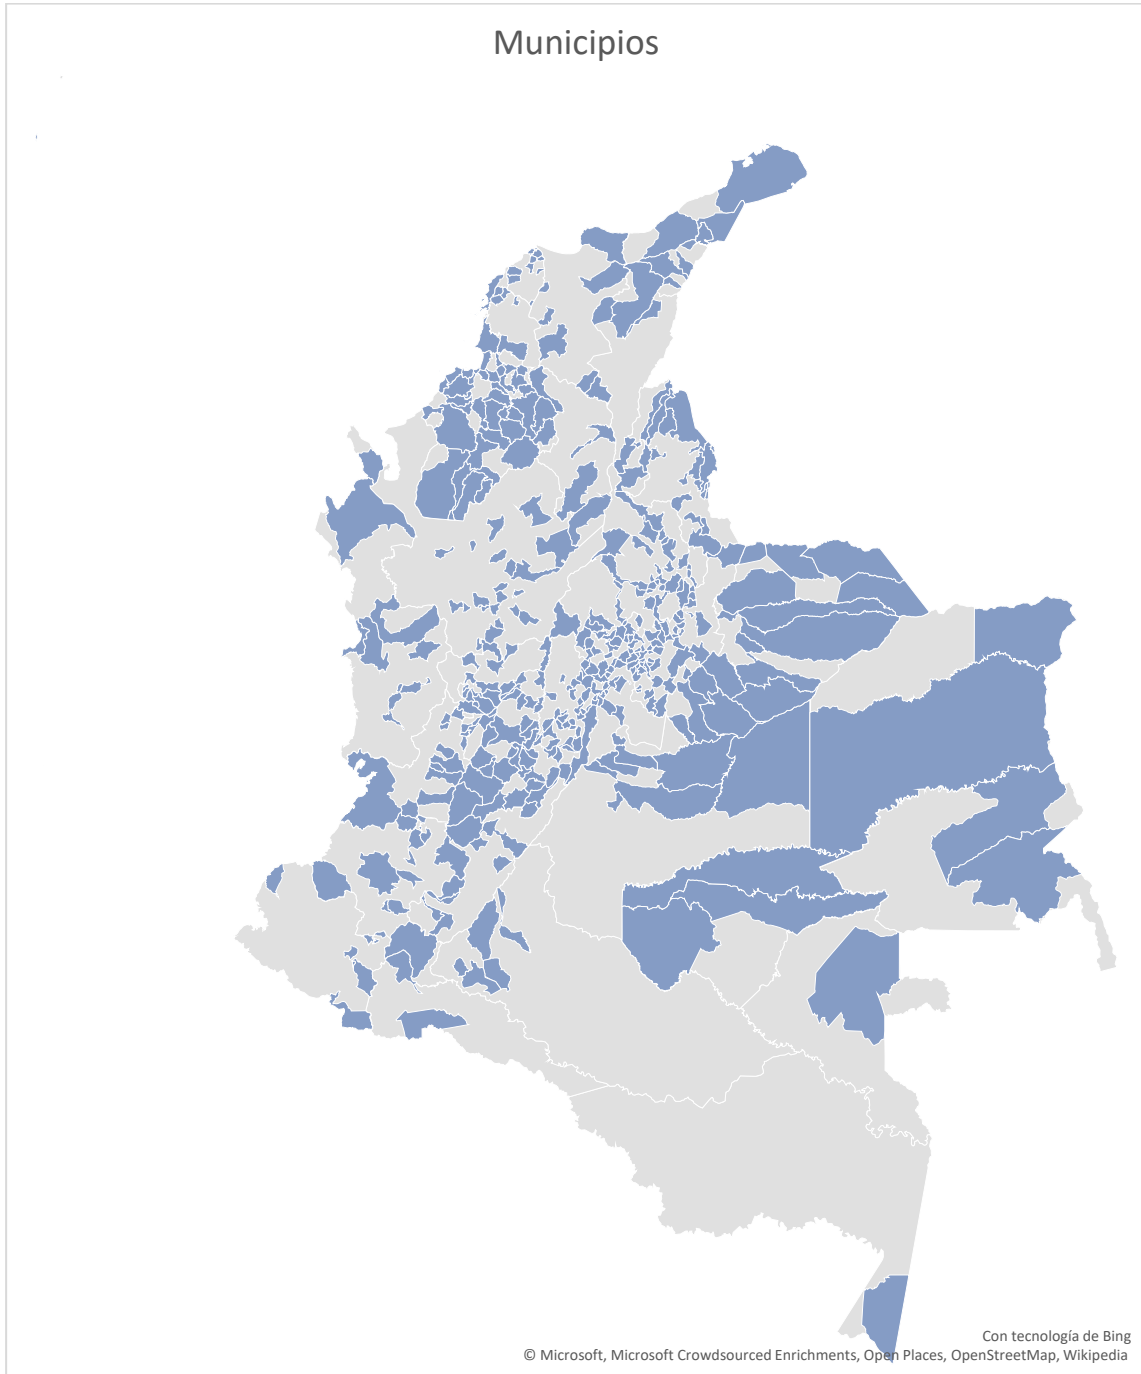 Municipios
Con tecnología de Bing
© Microsoft, Microsoft Crowdsourced Enrichments, Open Places, OpenStreetMap, Wikipedia